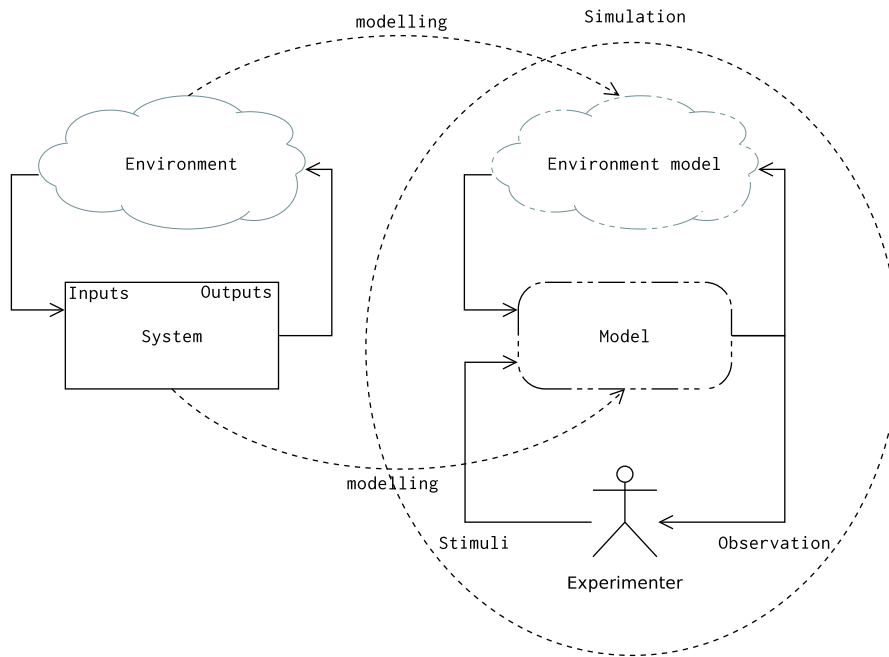 Simulation
modelling
Environment
Environment model
Inputs
Outputs
System
Model
modelling
Stimuli
Observation
Experimenter